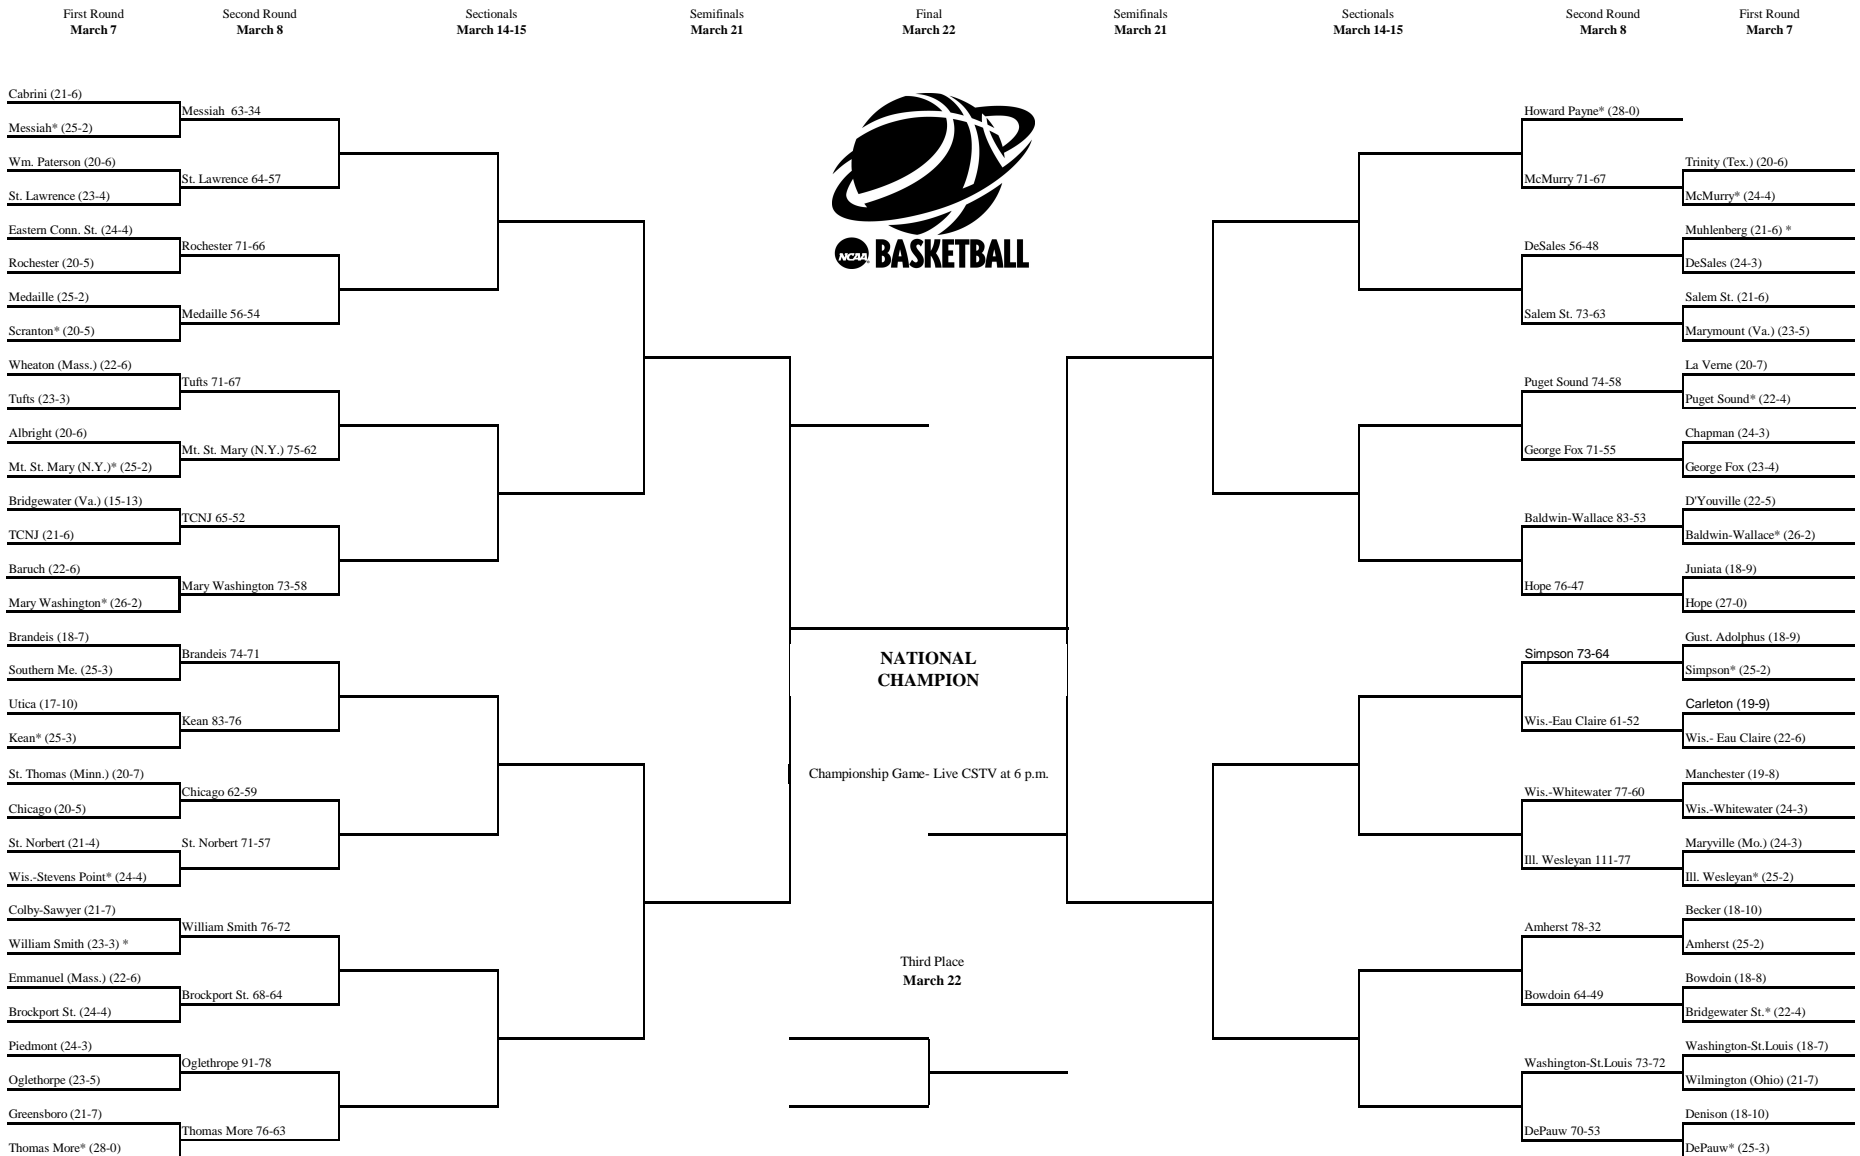 First Round
March 7
Second Round
March 8
Sectionals
March 14-15
Semifinals
March 21
Final
March 22
Semifinals
March 21
Sectionals
March 14-15
Second Round
March 8
First Round
March 7
Cabrini (21-6)
Messiah* (25-2)
Wm. Paterson (20-6)
St. Lawrence (23-4)
Eastern Conn. St. (24-4)
Rochester (20-5)
Medaille (25-2)
Scranton* (20-5)
Wheaton (Mass.) (22-6)
Tufts (23-3)
Albright (20-6)
Mt. St. Mary (N.Y.)* (25-2)
Bridgewater (Va.) (15-13)
TCNJ (21-6)
Baruch (22-6)
Mary Washington* (26-2)
Brandeis (18-7)
Southern Me. (25-3)
Utica (17-10)
Kean* (25-3)
St. Thomas (Minn.) (20-7)
Chicago (20-5)
St. Norbert (21-4)
Wis.-Stevens Point* (24-4)
Colby-Sawyer (21-7)
William Smith (23-3) *
Emmanuel (Mass.) (22-6)
Brockport St. (24-4)
Piedmont (24-3)
Oglethorpe (23-5)
Greensboro (21-7)
Thomas More* (28-0)
Messiah 63-34
St. Lawrence 64-57
Rochester 71-66
Medaille 56-54
Tufts 71-67
Mt. St. Mary (N.Y.) 75-62
TCNJ 65-52
Mary Washington 73-58
Brandeis 74-71
Kean 83-76
Chicago 62-59
St. Norbert 71-57
William Smith 76-72
Brockport St. 68-64
Oglethrope 91-78
Thomas More 76-63
NCAA BASKETBALL
NATIONAL
CHAMPION
Championship Game- Live CSTV at 6 p.m.
Third Place
March 22
Howard Payne* (28-0)
McMurry 71-67
DeSales 56-48
Salem St. 73-63
Puget Sound 74-58
George Fox 71-55
Baldwin-Wallace 83-53
Hope 76-47
Simpson 73-64
Wis.-Eau Claire 61-52
Wis.-Whitewater 77-60
Ill. Wesleyan 111-77
Amherst 78-32
Bowdoin 64-49
Washington-St.Louis 73-72
DePauw 70-53
Trinity (Tex.) (20-6)
McMurry* (24-4)
Muhlenberg (21-6) *
DeSales (24-3)
Salem St. (21-6)
Marymount (Va.) (23-5)
La Verne (20-7)
Puget Sound* (22-4)
Chapman (24-3)
George Fox (23-4)
D'Youville (22-5)
Baldwin-Wallace* (26-2)
Juniata (18-9)
Hope (27-0)
Gust. Adolphus (18-9)
Simpson* (25-2)
Carleton (19-9)
Wis.- Eau Claire (22-6)
Manchester (19-8)
Wis.-Whitewater (24-3)
Maryville (Mo.) (24-3)
Ill. Wesleyan* (25-2)
Becker (18-10)
Amherst (25-2)
Bowdoin (18-8)
Bridgewater St.* (22-4)
Washington-St.Louis (18-7)
Wilmington (Ohio) (21-7)
Denison (18-10)
DePauw* (25-3)